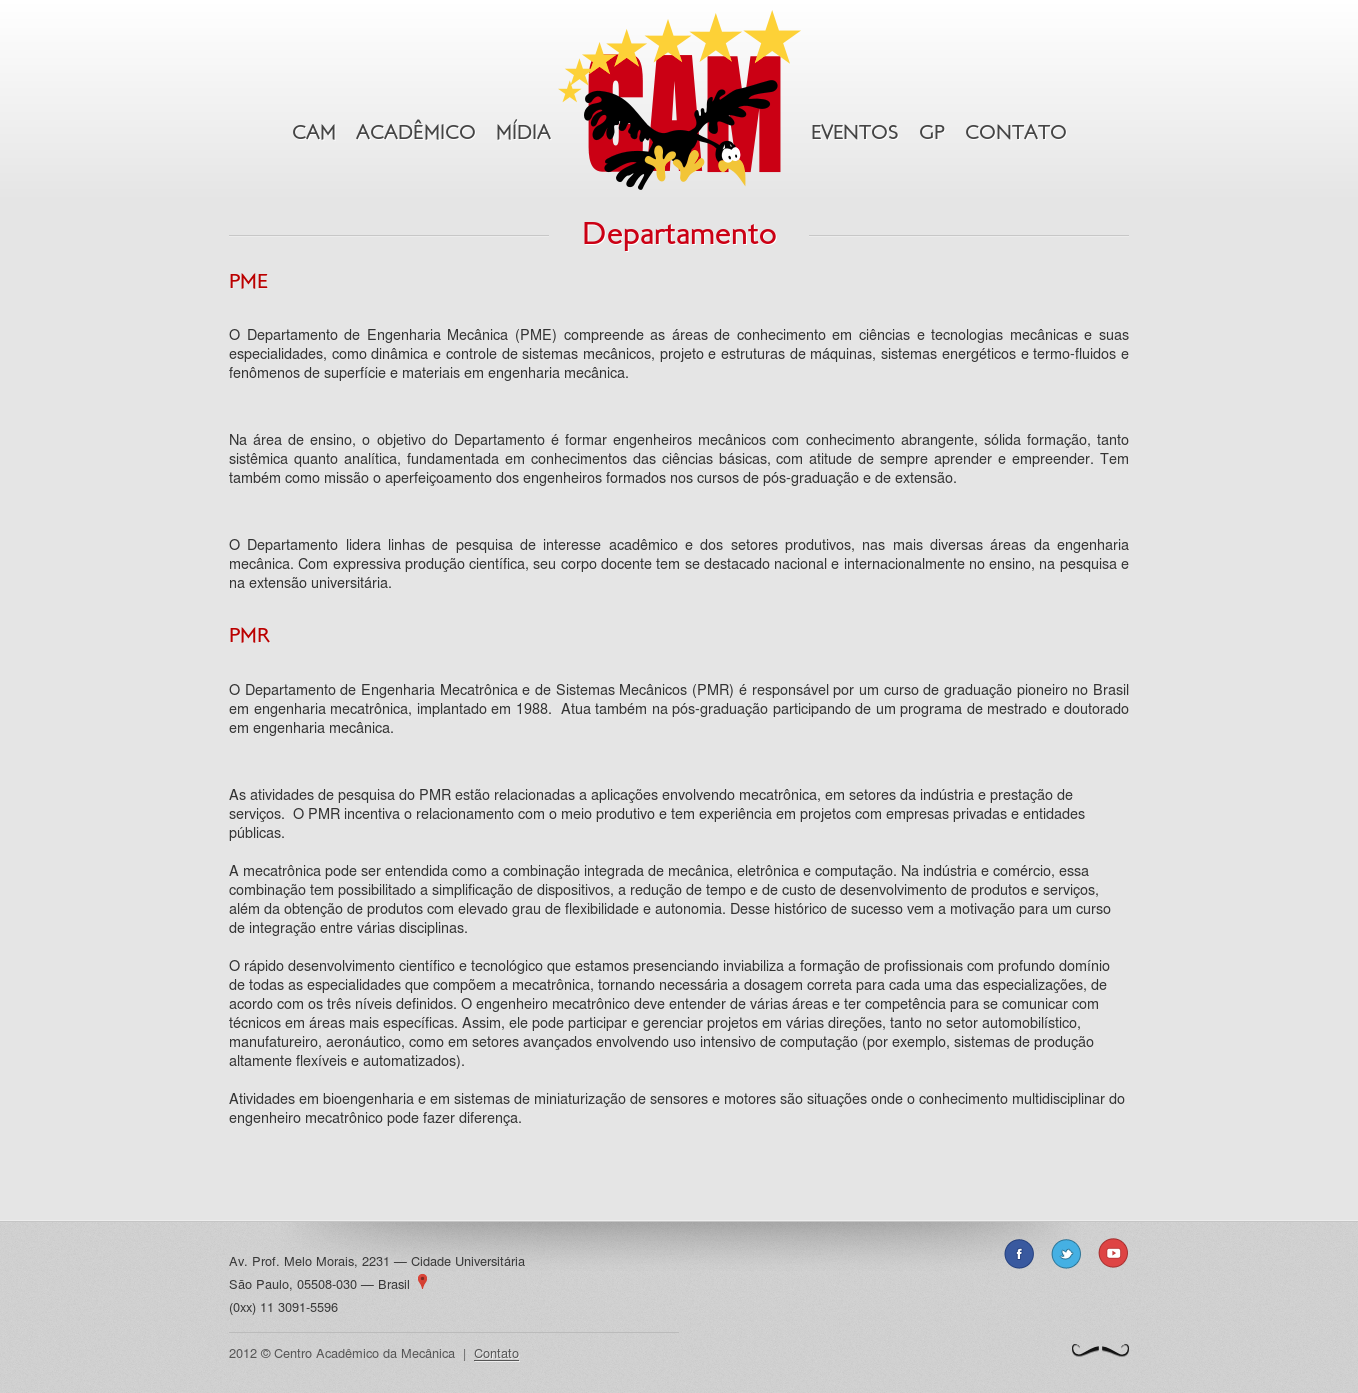 CAM
CAM ACADÊMICO MÍDIA EVENTOS GP CONTATO
Departamento
PME
O Departamento de Engenharia Mecânica (PME) compreende as áreas de conhecimento em ciências e tecnologias mecânicas e suas
especialidades, como dinâmica e controle de sistemas mecânicos, projeto e estruturas de máquinas, sistemas energéticos e termo-fluidos e
fenômenos de superfície e materiais em engenharia mecânica.
Na área de ensino, o objetivo do Departamento é formar engenheiros mecânicos com conhecimento abrangente, sólida formação, tanto
sistêmica quanto analítica, fundamentada em conhecimentos das ciências básicas, com atitude de sempre aprender e empreender. Tem
também como missão o aperfeiçoamento dos engenheiros formados nos cursos de pós-graduação e de extensão.
O Departamento lidera linhas de pesquisa de interesse acadêmico e dos setores produtivos, nas mais diversas áreas da engenharia
mecânica. Com expressiva produção científica, seu corpo docente tem se destacado nacional e internacionalmente no ensino, na pesquisa e
na extensão universitária.
PMR
O Departamento de Engenharia Mecatrônica e de Sistemas Mecânicos (PMR) é responsável por um curso de graduação pioneiro no Brasil
em engenharia mecatrônica, implantado em 1988.  Atua também na pós-graduação participando de um programa de mestrado e doutorado
em engenharia mecânica.
As atividades de pesquisa do PMR estão relacionadas a aplicações envolvendo mecatrônica, em setores da indústria e prestação de
serviços.  O PMR incentiva o relacionamento com o meio produtivo e tem experiência em projetos com empresas privadas e entidades
públicas.
A mecatrônica pode ser entendida como a combinação integrada de mecânica, eletrônica e computação. Na indústria e comércio, essa
combinação tem possibilitado a simplificação de dispositivos, a redução de tempo e de custo de desenvolvimento de produtos e serviços,
além da obtenção de produtos com elevado grau de flexibilidade e autonomia. Desse histórico de sucesso vem a motivação para um curso
de integração entre várias disciplinas.
O rápido desenvolvimento científico e tecnológico que estamos presenciando inviabiliza a formação de profissionais com profundo domínio
de todas as especialidades que compõem a mecatrônica, tornando necessária a dosagem correta para cada uma das especializações, de
acordo com os três níveis definidos. O engenheiro mecatrônico deve entender de várias áreas e ter competência para se comunicar com
técnicos em áreas mais específicas. Assim, ele pode participar e gerenciar projetos em várias direções, tanto no setor automobilístico,
manufatureiro, aeronáutico, como em setores avançados envolvendo uso intensivo de computação (por exemplo, sistemas de produção
altamente flexíveis e automatizados).
Atividades em bioengenharia e em sistemas de miniaturização de sensores e motores são situações onde o conhecimento multidisciplinar do
engenheiro mecatrônico pode fazer diferença.
Av. Prof. Melo Morais, 2231 — Cidade Universitária
São Paulo, 05508-030 — Brasil
(0xx) 11 3091-5596
2012 © Centro Acadêmico da Mecânica | Contato